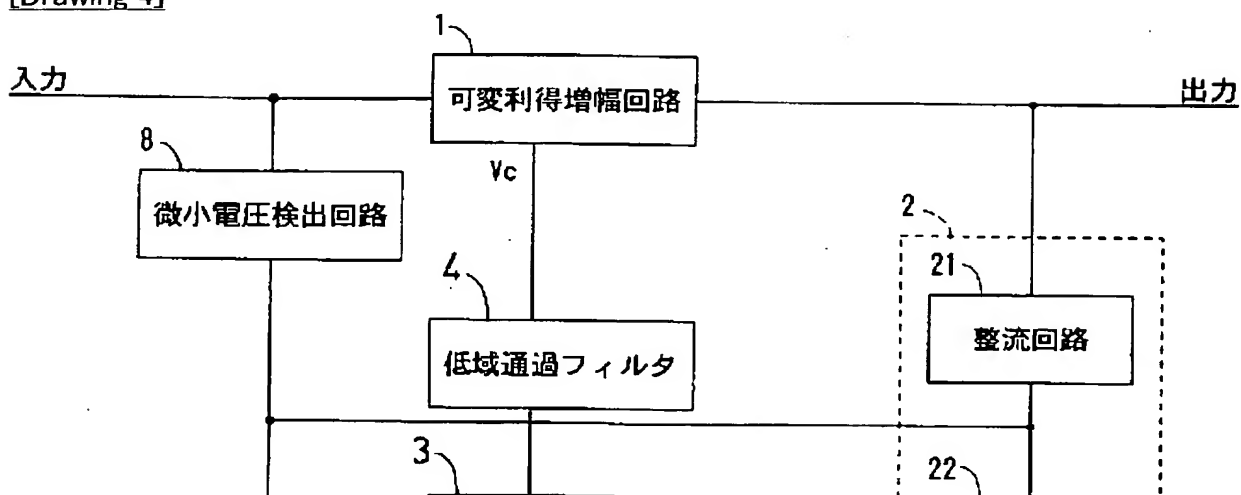 [Drawing 4]
1
入力
可変利得増幅回路
出力
8
Vc
微小電圧検出回路
2
21
4
整流回路
低域通過フィルタ
3
22